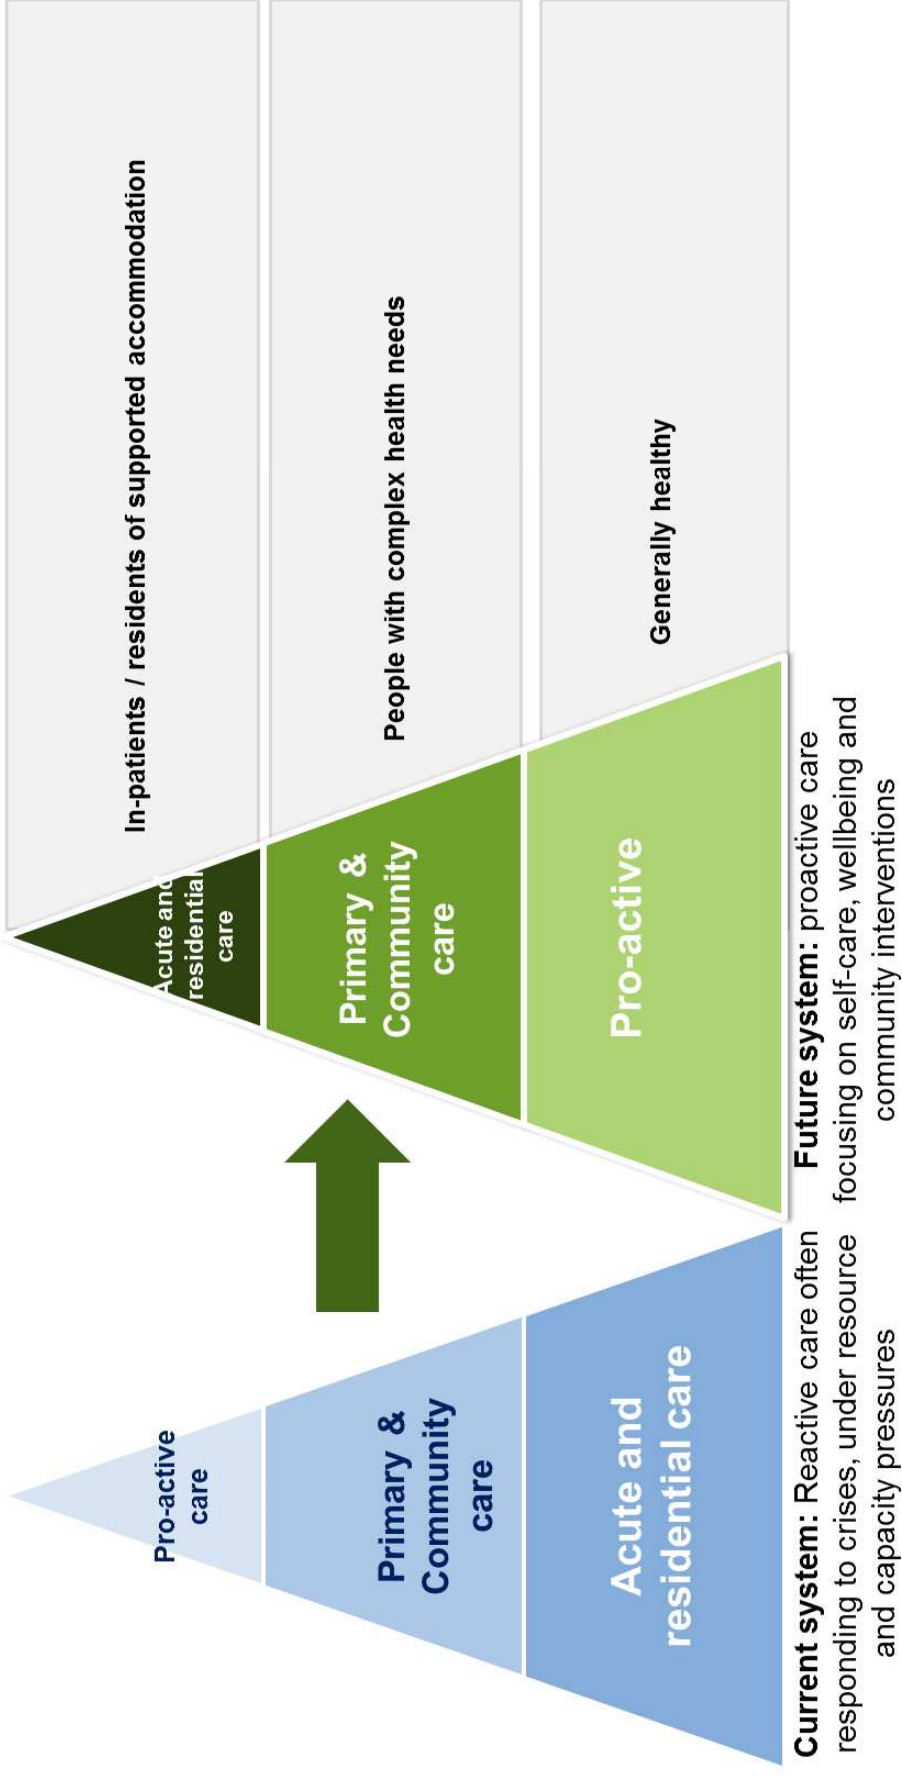 Pro-active
care
Primary &
Community
care
Acute and
residential care
Current system: Reactive care often
responding to crises, under resource
and capacity pressures
Acute and
residential
care
Primary &
Community
care
Pro-active
Future system: proactive care
focusing on self-care, wellbeing and
community interventions
In-patients / residents of supported accommodation
People with complex health needs
Generally healthy